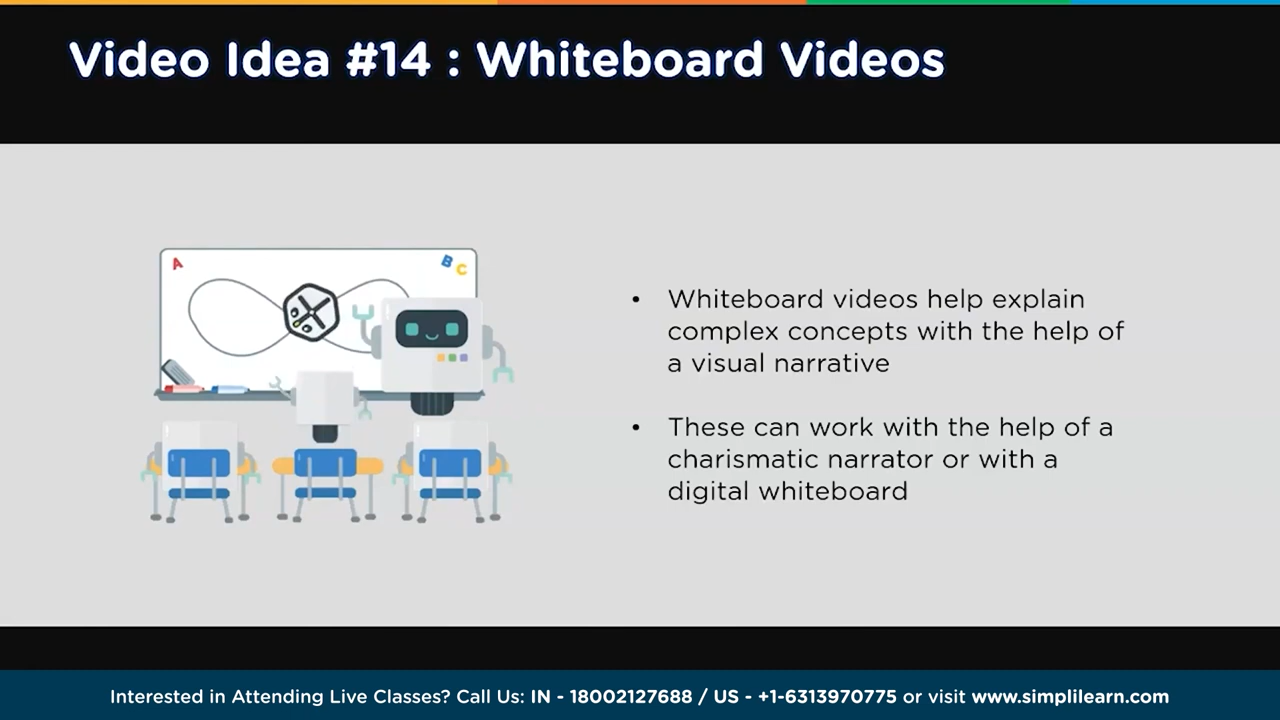 Video Idea #14 : Whiteboard Videos
A
B
C
• Whiteboard videos help explain
complex concepts with the help of
a visual narrative
• These can work with the help of a
charismatic narrator or with a
digital whiteboard
Interested in Attending Live Classes? Call Us: IN - 18002127688 / US - +1-6313970775 or visit www.simplilearn.com